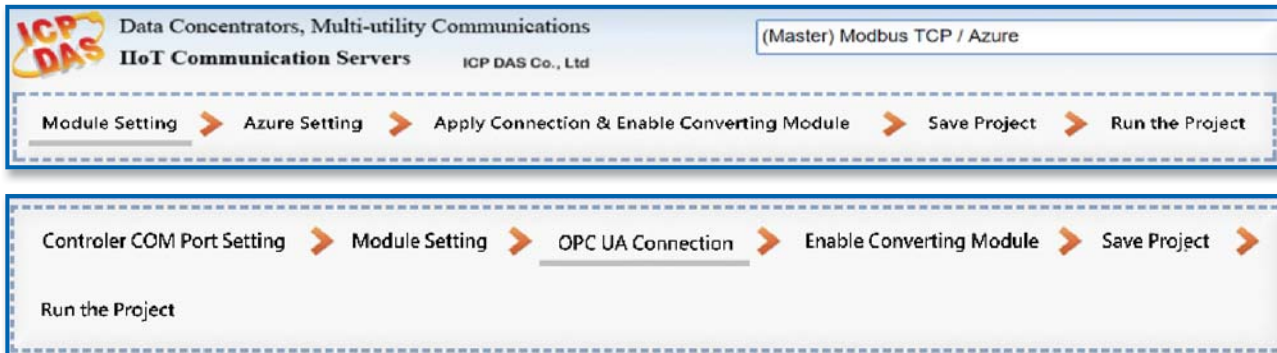 ICP DAS
Data Concentrators, Multi-utility Communications
IIoT Communication Servers ICP DAS Co., Ltd
(Master) Modbus TCP / Azure
Module Setting Azure Setting Apply Connection & Enable Converting Module Save Project Run the Project
Controler COM Port Setting Module Setting OPC UA Connection Enable Converting Module Save Project
Run the Project